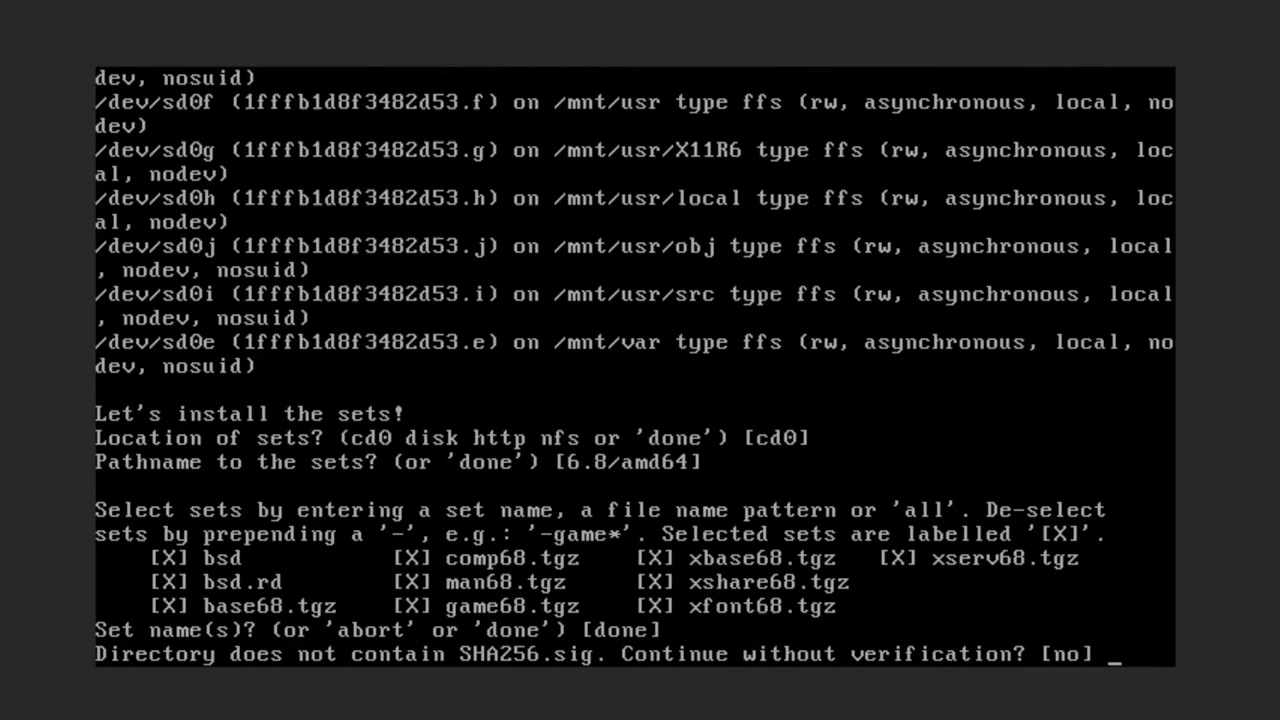 dev, nosuid)
/dev/sd0f (1fffb1d8f3482d53.f) on /mnt/usr type ffs (rw, asynchronous, local, no
dev)
/dev/sd0g (1fffb1d8f3482d53.g) on /mnt/usr/X11R6 type ffs (rw, asynchronous, loc
al, nodev)
/dev/sd0h (1fffb1d8f3482d53.h) on /mnt/usr/local type ffs (rw, asynchronous, loc
al, nodev)
/dev/sd0j (1fffb1d8f3482d53.j) on /mnt/usr/obj type ffs (rw, asynchronous, local
, nodev, nosuid)
/dev/sd0i (1fffb1d8f3482d53.i) on /mnt/usr/src type ffs (rw, asynchronous, local
, nodev, nosuid)
/dev/sd0e (1fffb1d8f3482d53.e) on /mnt/var type ffs (rw, asynchronous, local, no
dev, nosuid)

Let's install the sets!
Location of sets? (cd0 disk http nfs or 'done') [cd0]
Pathname to the sets? (or 'done') [6.8/amd64]

Select sets by entering a set name, a file name pattern or 'all'. De-select
sets by prepending a '-', e.g.: '-game*'. Selected sets are labelled '[X]'.
    [X] bsd           [X] comp68.tgz    [X] xbase68.tgz   [X] xserv68.tgz
    [X] bsd.rd        [X] man68.tgz     [X] xshare68.tgz
    [X] base68.tgz    [X] game68.tgz    [X] xfont68.tgz
Set name(s)? (or 'abort' or 'done') [done]
Directory does not contain SHA256.sig. Continue without verification? [no] _